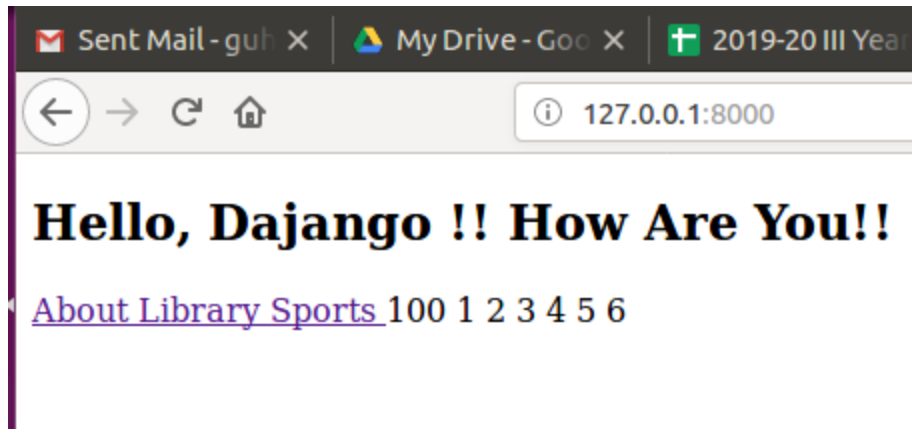 Sent Mail - guh My Drive - Goo 2019-20 III Year
127.0.0.1:8000
Hello, Dajango !! How Are You!!
About Library Sports 100 1 2 3 4 5 6